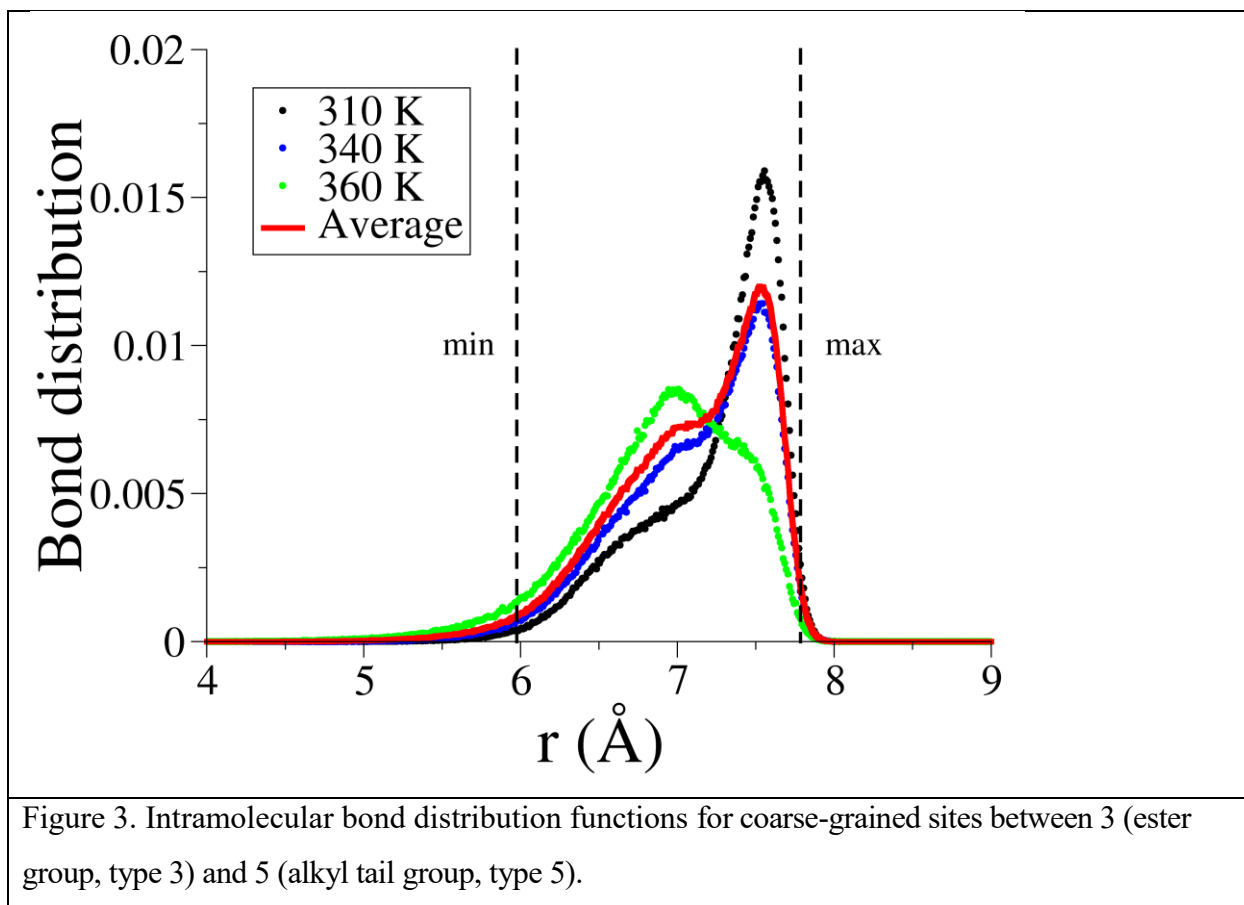 0.02
0.015
0.01
0.005
0
Bond distribution
310 K
340 K
360 K
Average
min
max
4 5 6 7 8 9
r (Å)
Figure 3. Intramolecular bond distribution functions for coarse-grained sites between 3 (ester
group, type 3) and 5 (alkyl tail group, type 5).